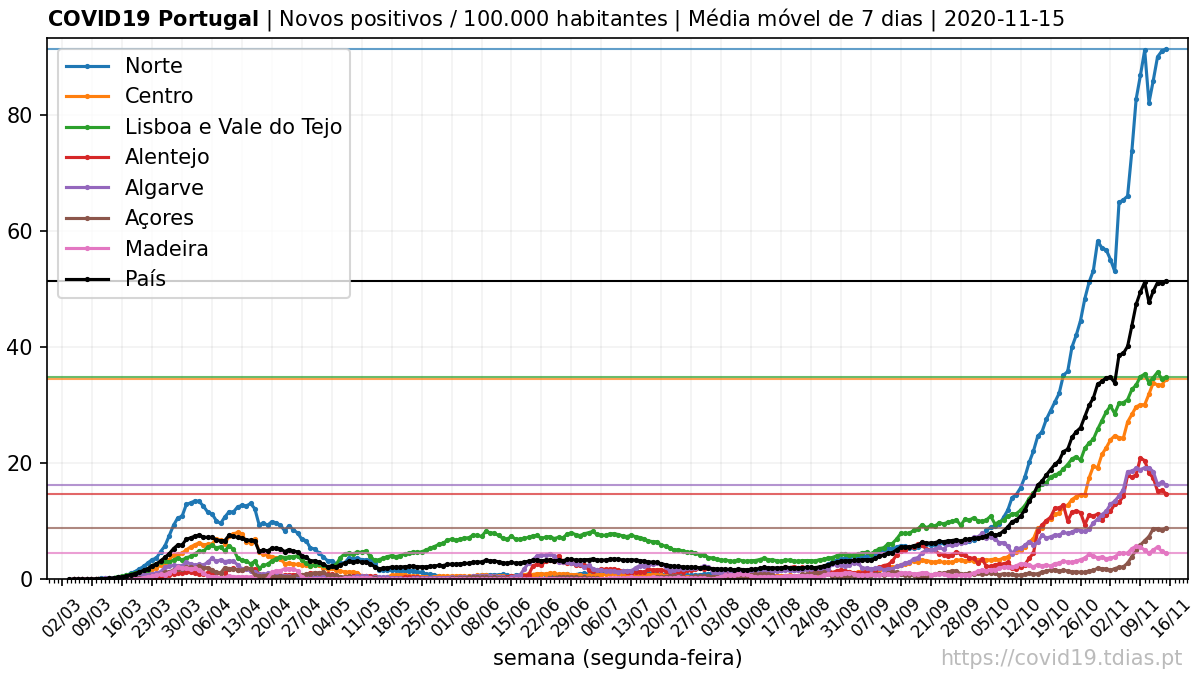 COVID19 Portugal | Novos positivos / 100.000 habitantes | Média móvel de 7 dias | 2020-11-15
Norte
Centro
Lisboa e Vale do Tejo
Alentejo
Algarve
Açores
Madeira
País
80
60
40
20
0
02/03 09/03 16/03 23/03 30/03 06/04 13/04 20/04 27/04 04/05 11/05 18/05 25/05 01/06 08/06 15/06 22/06 29/06 06/07 13/07 20/07 27/07 03/08 10/08 17/08 24/08 31/08 07/09 14/09 21/09 28/09 05/10 12/10 19/10 26/10 02/11 09/11 16/11
semana (segunda-feira)
https://covid19.tdias.pt